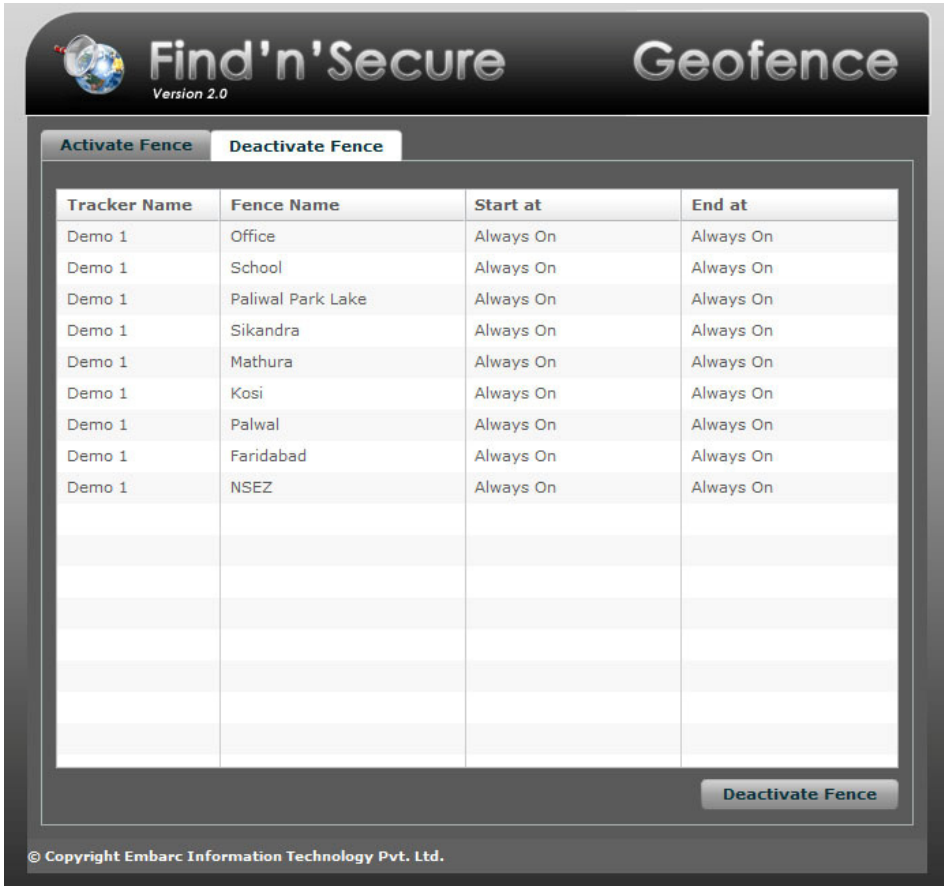 Find'n'Secure Geofence
Version 2.0
Activate Fence Deactivate Fence
Tracker Name Fence Name Start at End at
Demo 1 Office Always On Always On
Demo 1 School Always On Always On
Demo 1 Paliwal Park Lake Always On Always On
Demo 1 Sikandra Always On Always On
Demo 1 Mathura Always On Always On
Demo 1 Kosi Always On Always On
Demo 1 Palwal Always On Always On
Demo 1 Faridabad Always On Always On
Demo 1 NSEZ Always On Always On
Deactivate Fence
© Copyright Embarc Information Technology Pvt. Ltd.